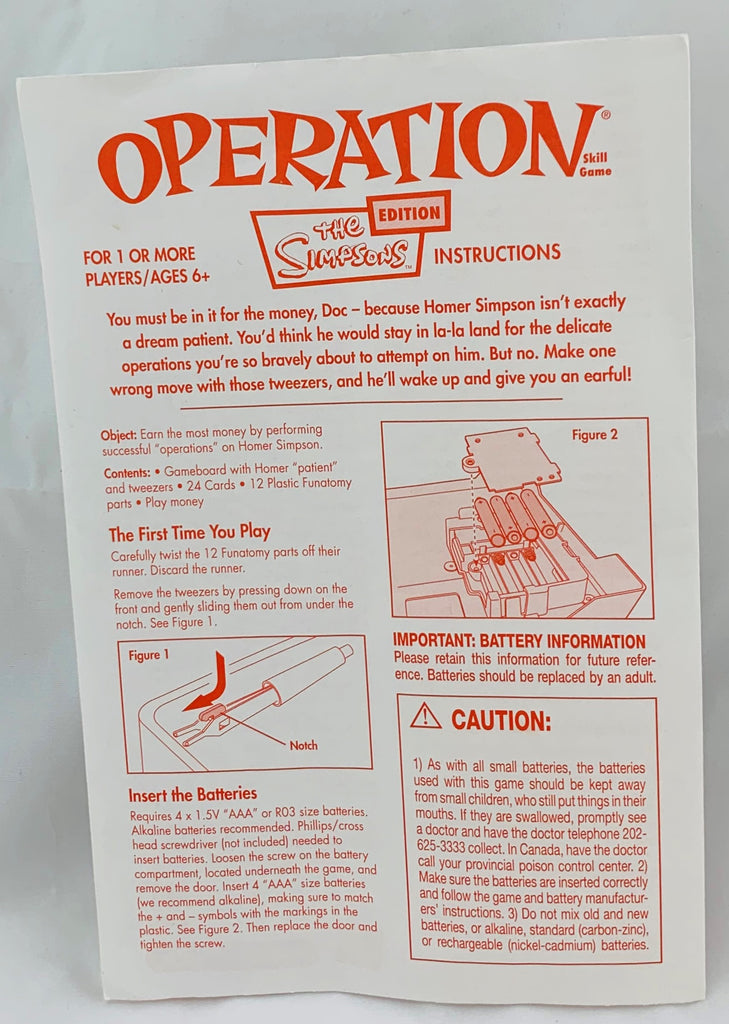 OPERATION®
Skill
Game
FOR 1 OR MORE
PLAYERS/AGES 6+
THE
SIMPSONS™
EDITION
INSTRUCTIONS
You must be in it for the money, Doc – because Homer Simpson isn't exactly
a dream patient. You'd think he would stay in la-la land for the delicate
operations you're so bravely about to attempt on him. But no. Make one
wrong move with those tweezers, and he'll wake up and give you an earful!
Object: Earn the most money by performing
successful "operations" on Homer Simpson.
Contents: • Gameboard with Homer "patient"
and tweezers • 24 Cards • 12 Plastic Funatomy
parts • Play money
The First Time You Play
Carefully twist the 12 Funatomy parts off their
runner. Discard the runner.
Remove the tweezers by pressing down on the
front and gently sliding them out from under the
notch. See Figure 1.
Figure 1
Notch
Insert the Batteries
Requires 4 x 1.5V "AAA" or R03 size batteries.
Alkaline batteries recommended. Phillips/cross
head screwdriver (not included) needed to
insert batteries. Loosen the screw on the battery
compartment, located underneath the game, and
remove the door. Insert 4 "AAA" size batteries
(we recommend alkaline), making sure to match
the + and – symbols with the markings in the
plastic. See Figure 2. Then replace the door and
tighten the screw.
Figure 2
IMPORTANT: BATTERY INFORMATION
Please retain this information for future refer-
ence. Batteries should be replaced by an adult.
CAUTION:
1) As with all small batteries, the batteries
used with this game should be kept away
from small children, who still put things in their
mouths. If they are swallowed, promptly see
a doctor and have the doctor telephone 202-
625-3333 collect. In Canada, have the doctor
call your provincial poison control center. 2)
Make sure the batteries are inserted correctly
and follow the game and battery manufactur-
ers' instructions. 3) Do not mix old and new
batteries, or alkaline, standard (carbon-zinc),
or rechargeable (nickel-cadmium) batteries.